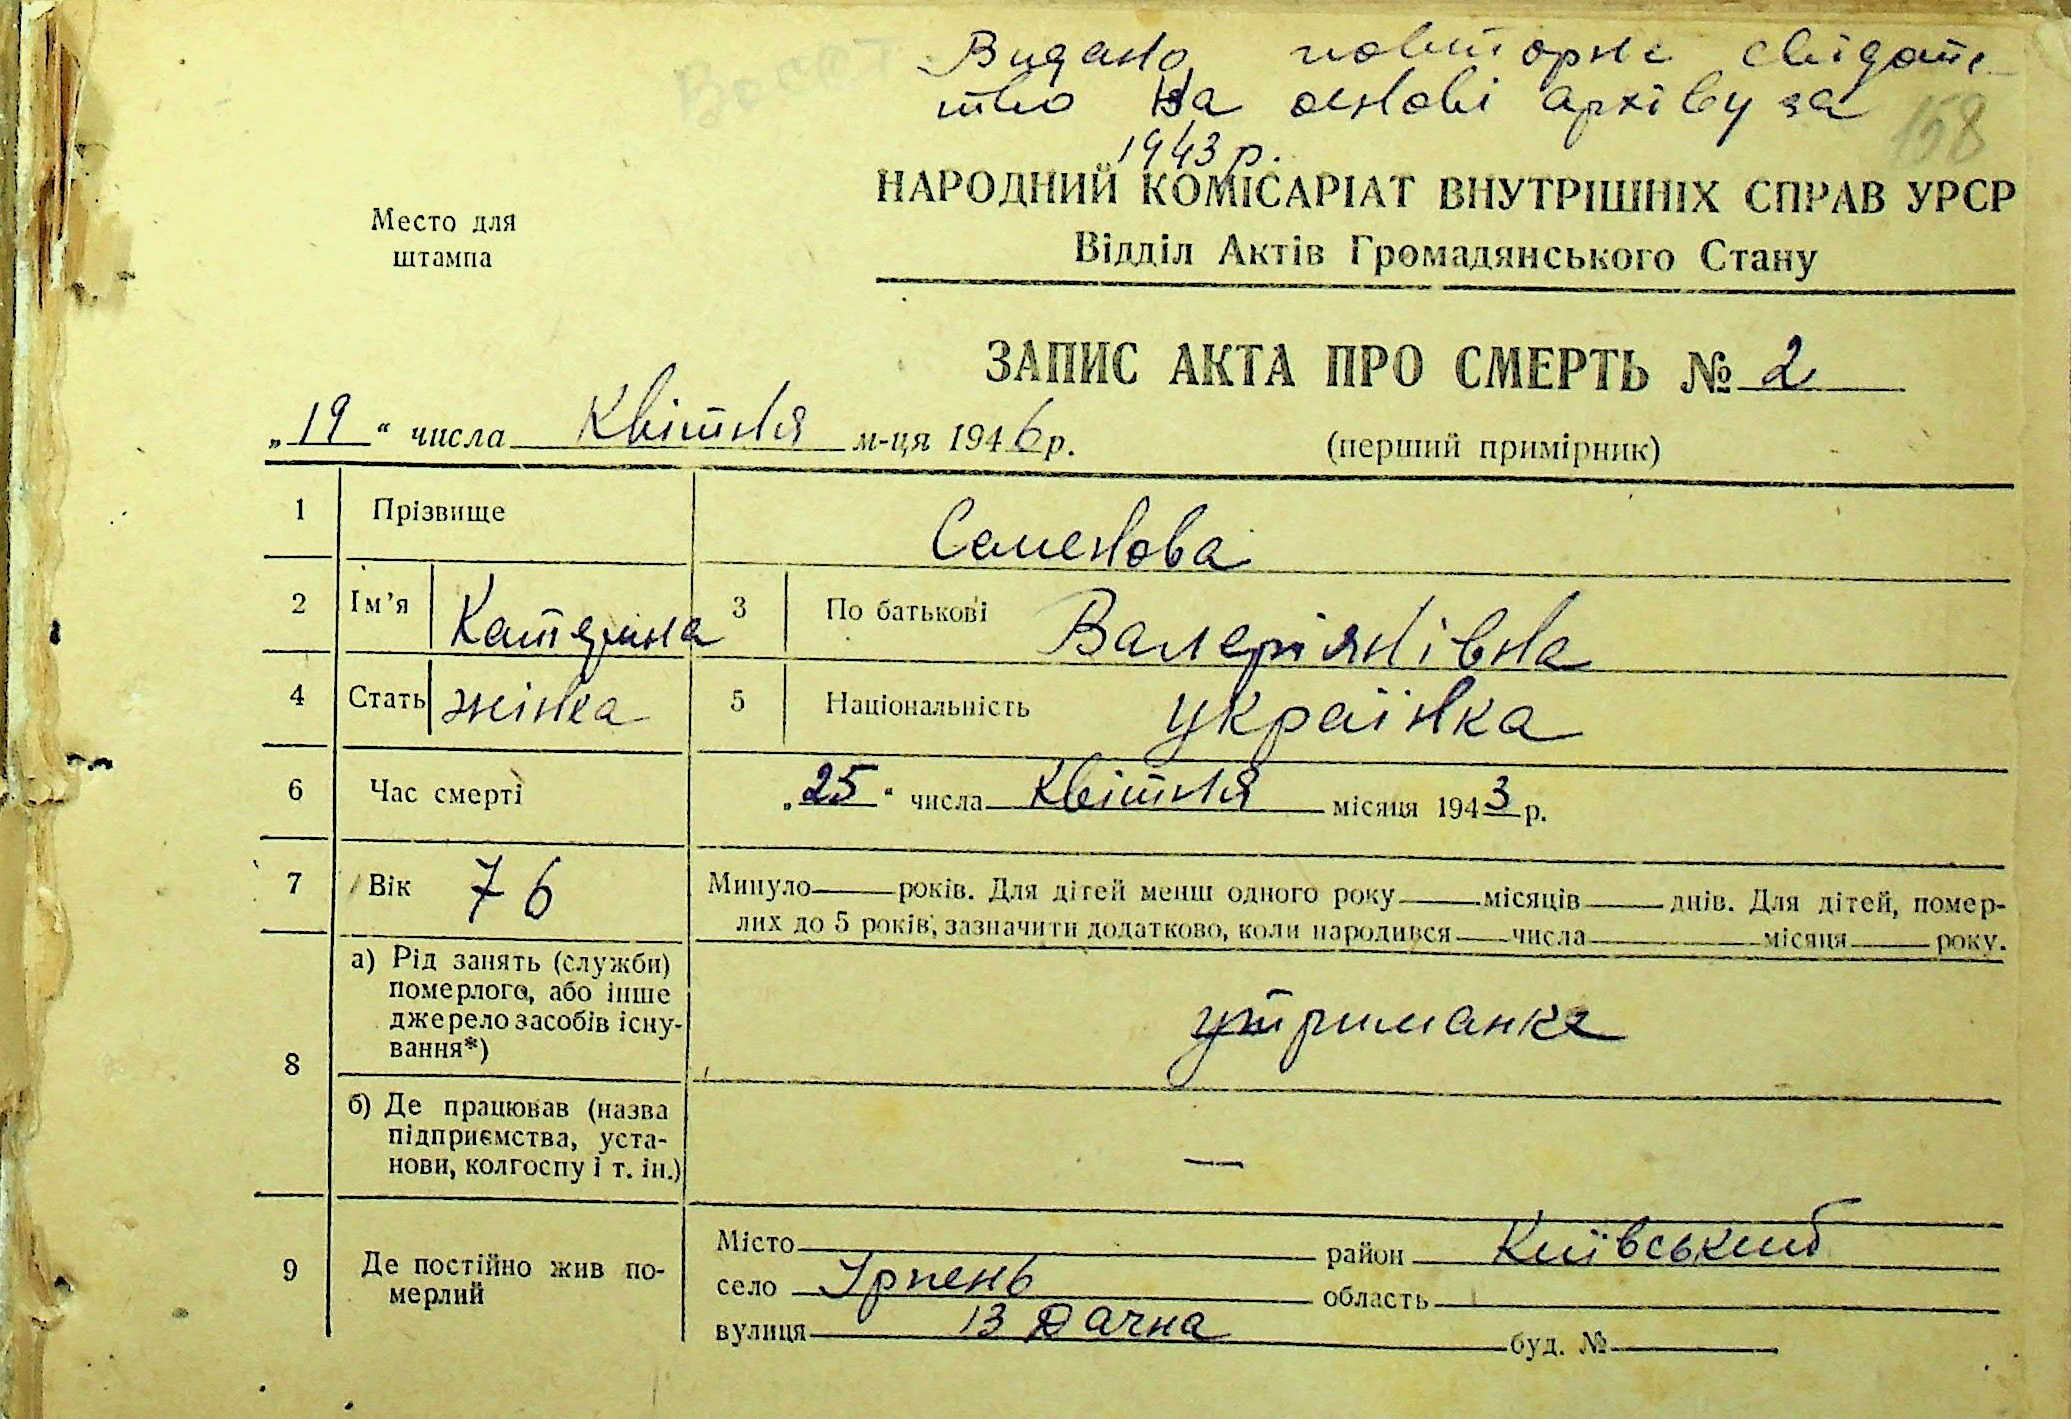 Видано повторне свідоцт-
тво на основі архіву за
1943 р.
158
Место для
штампа
НАРОДНИЙ КОМІСАРІАТ ВНУТРІШНІХ СПРАВ УРСР
Відділ Актів Громадянського Стану
ЗАПИС АКТА ПРО СМЕРТЬ № 2
„19“ числа Квітня м-ця 1946 р.
(перший примірник)
1 Прізвище Семенова
2 Ім’я Катерина 3 По батькові Валеріянівна
4 Стать жінка 5 Національність українка
6 Час смерті „25“ числа Квітня місяця 1943 р.
7 Вік 76 Минуло років. Для дітей менш одного року місяців днів. Для дітей, помер-
лих до 5 років, зазначити додатково, коли народився числа місяця року.
8 а) Рід занять (служби)
померлого, або інше
джерело засобів існу-
вання*)
утриманка
б) Де працював (назва
підприємства, уста-
нови, колгоспу і т. ін.)
—
9 Де постійно жив по-
мерлий
Місто район Київський
село Ірпень область
вулиця 13 Дачна буд. №